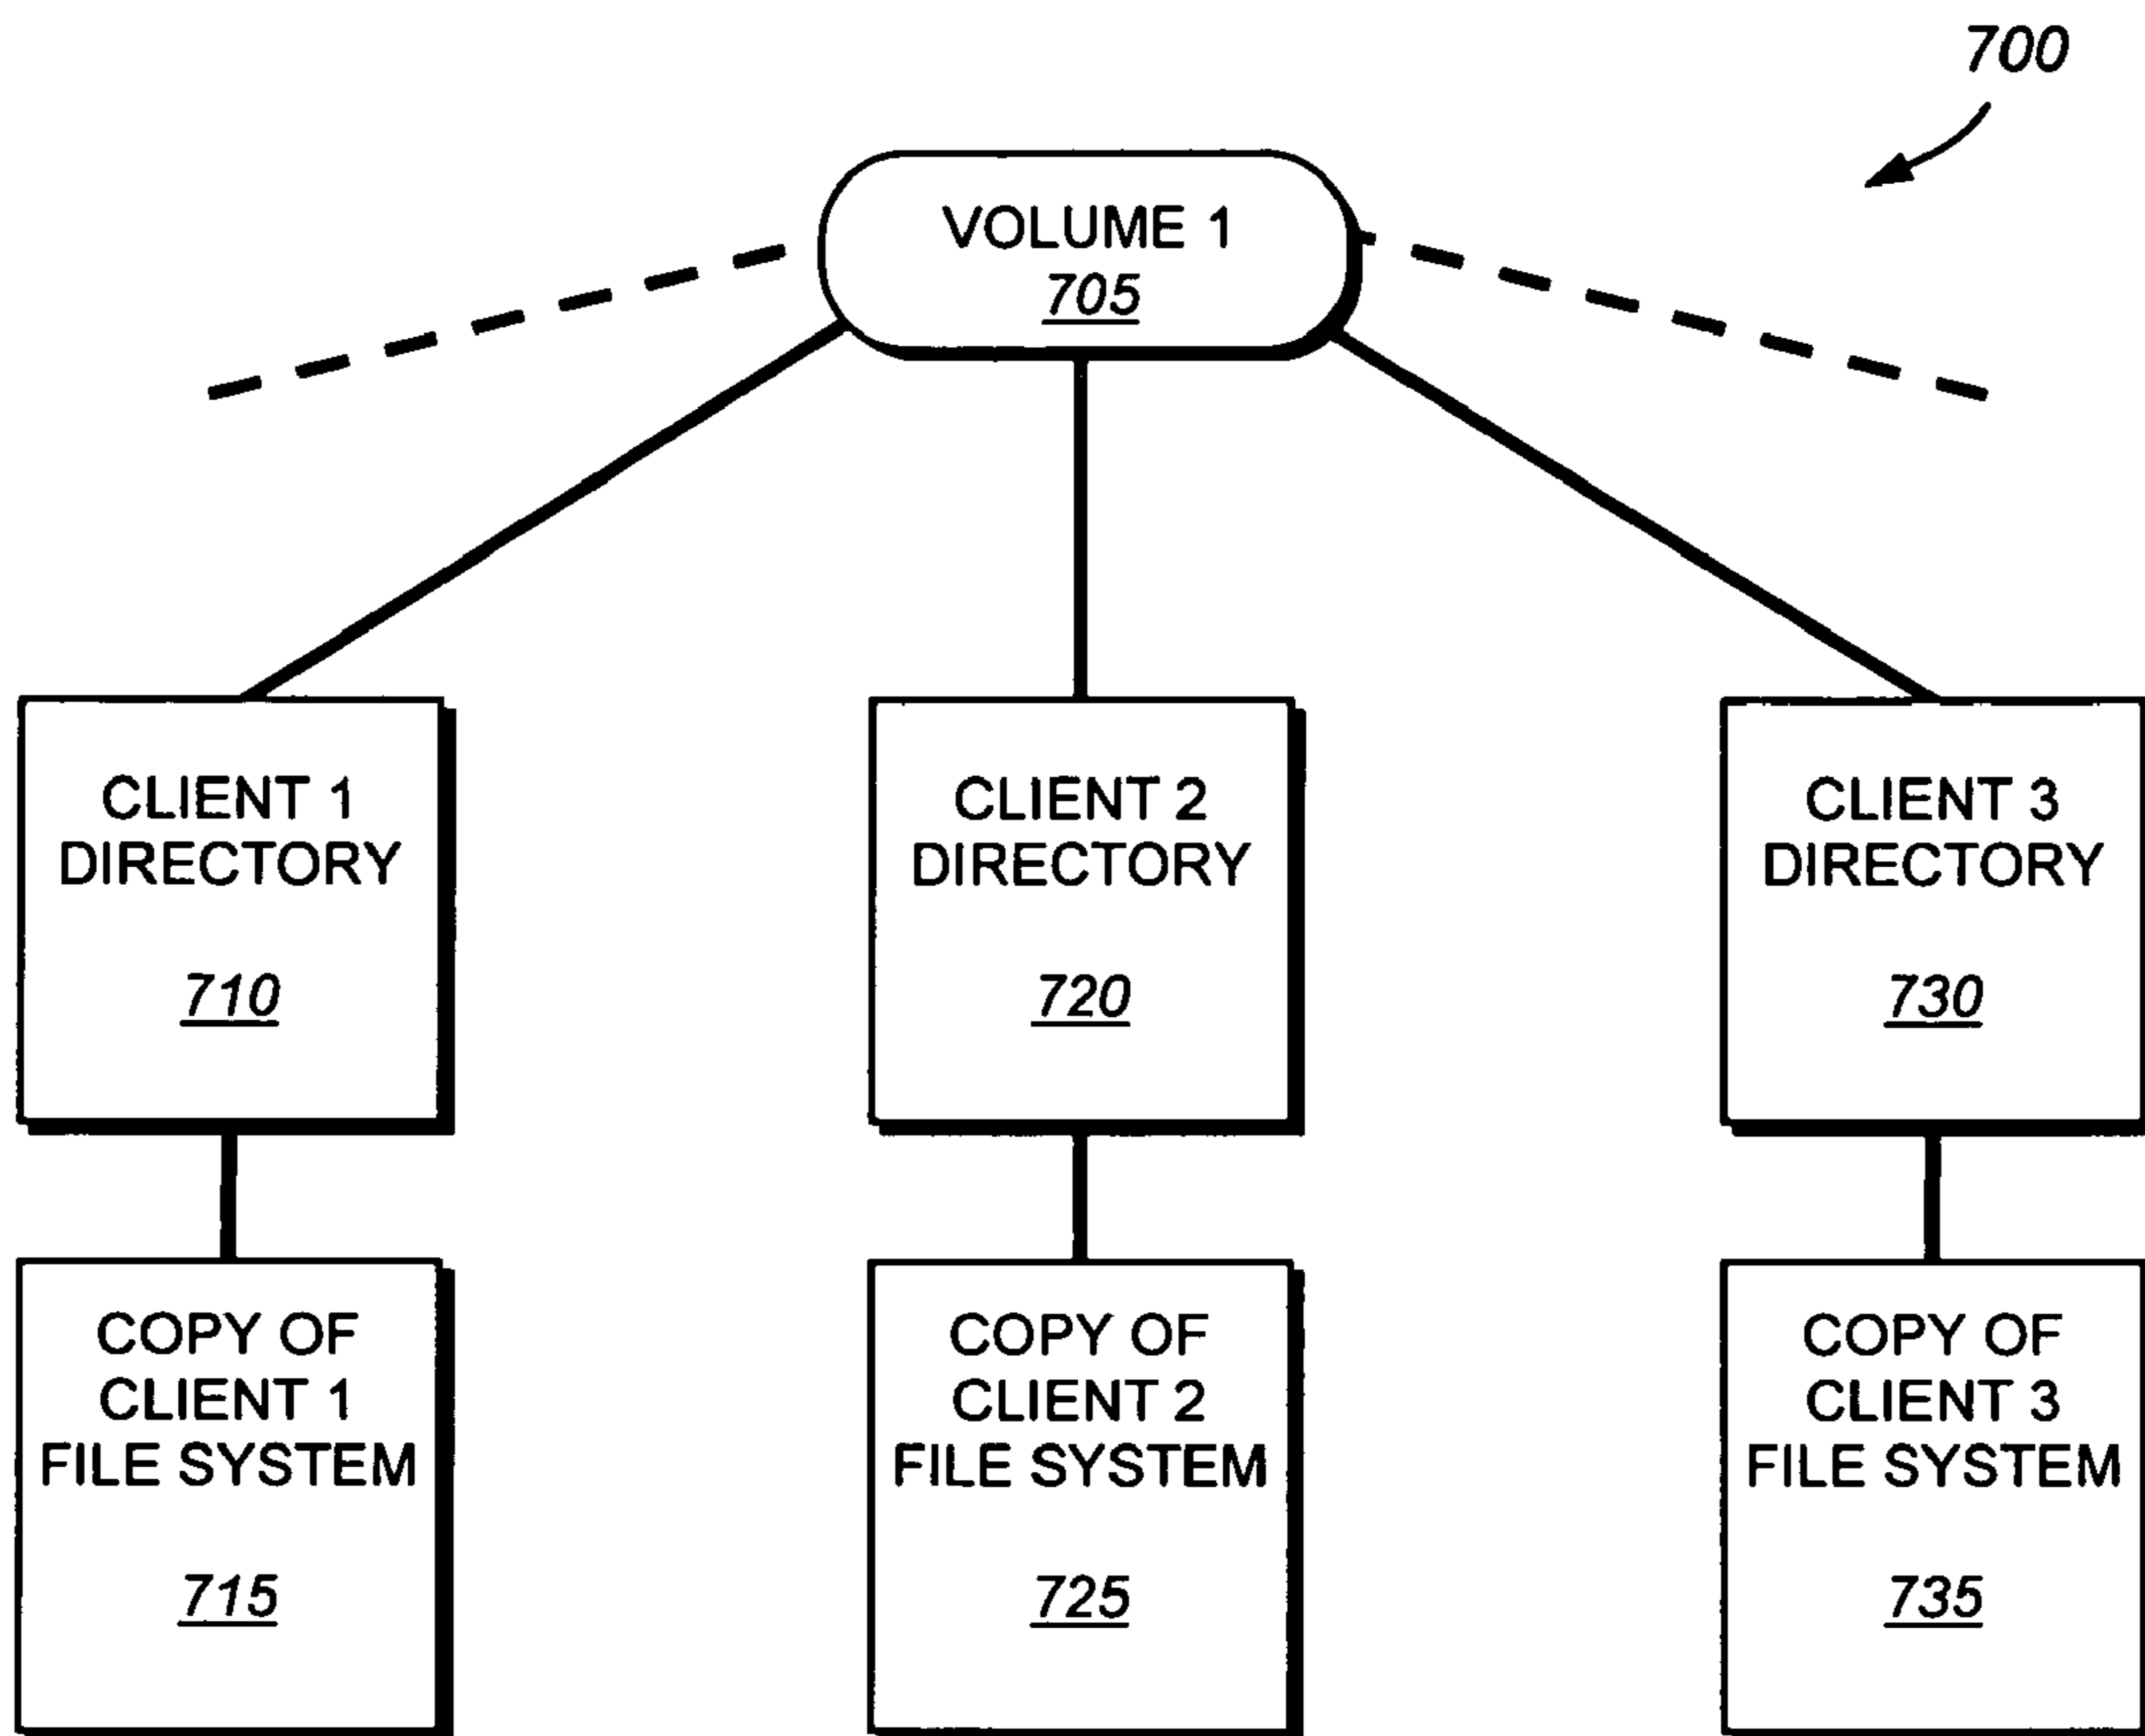 700
VOLUME 1
705
CLIENT 1
DIRECTORY
710
CLIENT 2
DIRECTORY
720
CLIENT 3
DIRECTORY
730
COPY OF
CLIENT 1
FILE SYSTEM
715
COPY OF
CLIENT 2
FILE SYSTEM
725
COPY OF
CLIENT 3
FILE SYSTEM
735